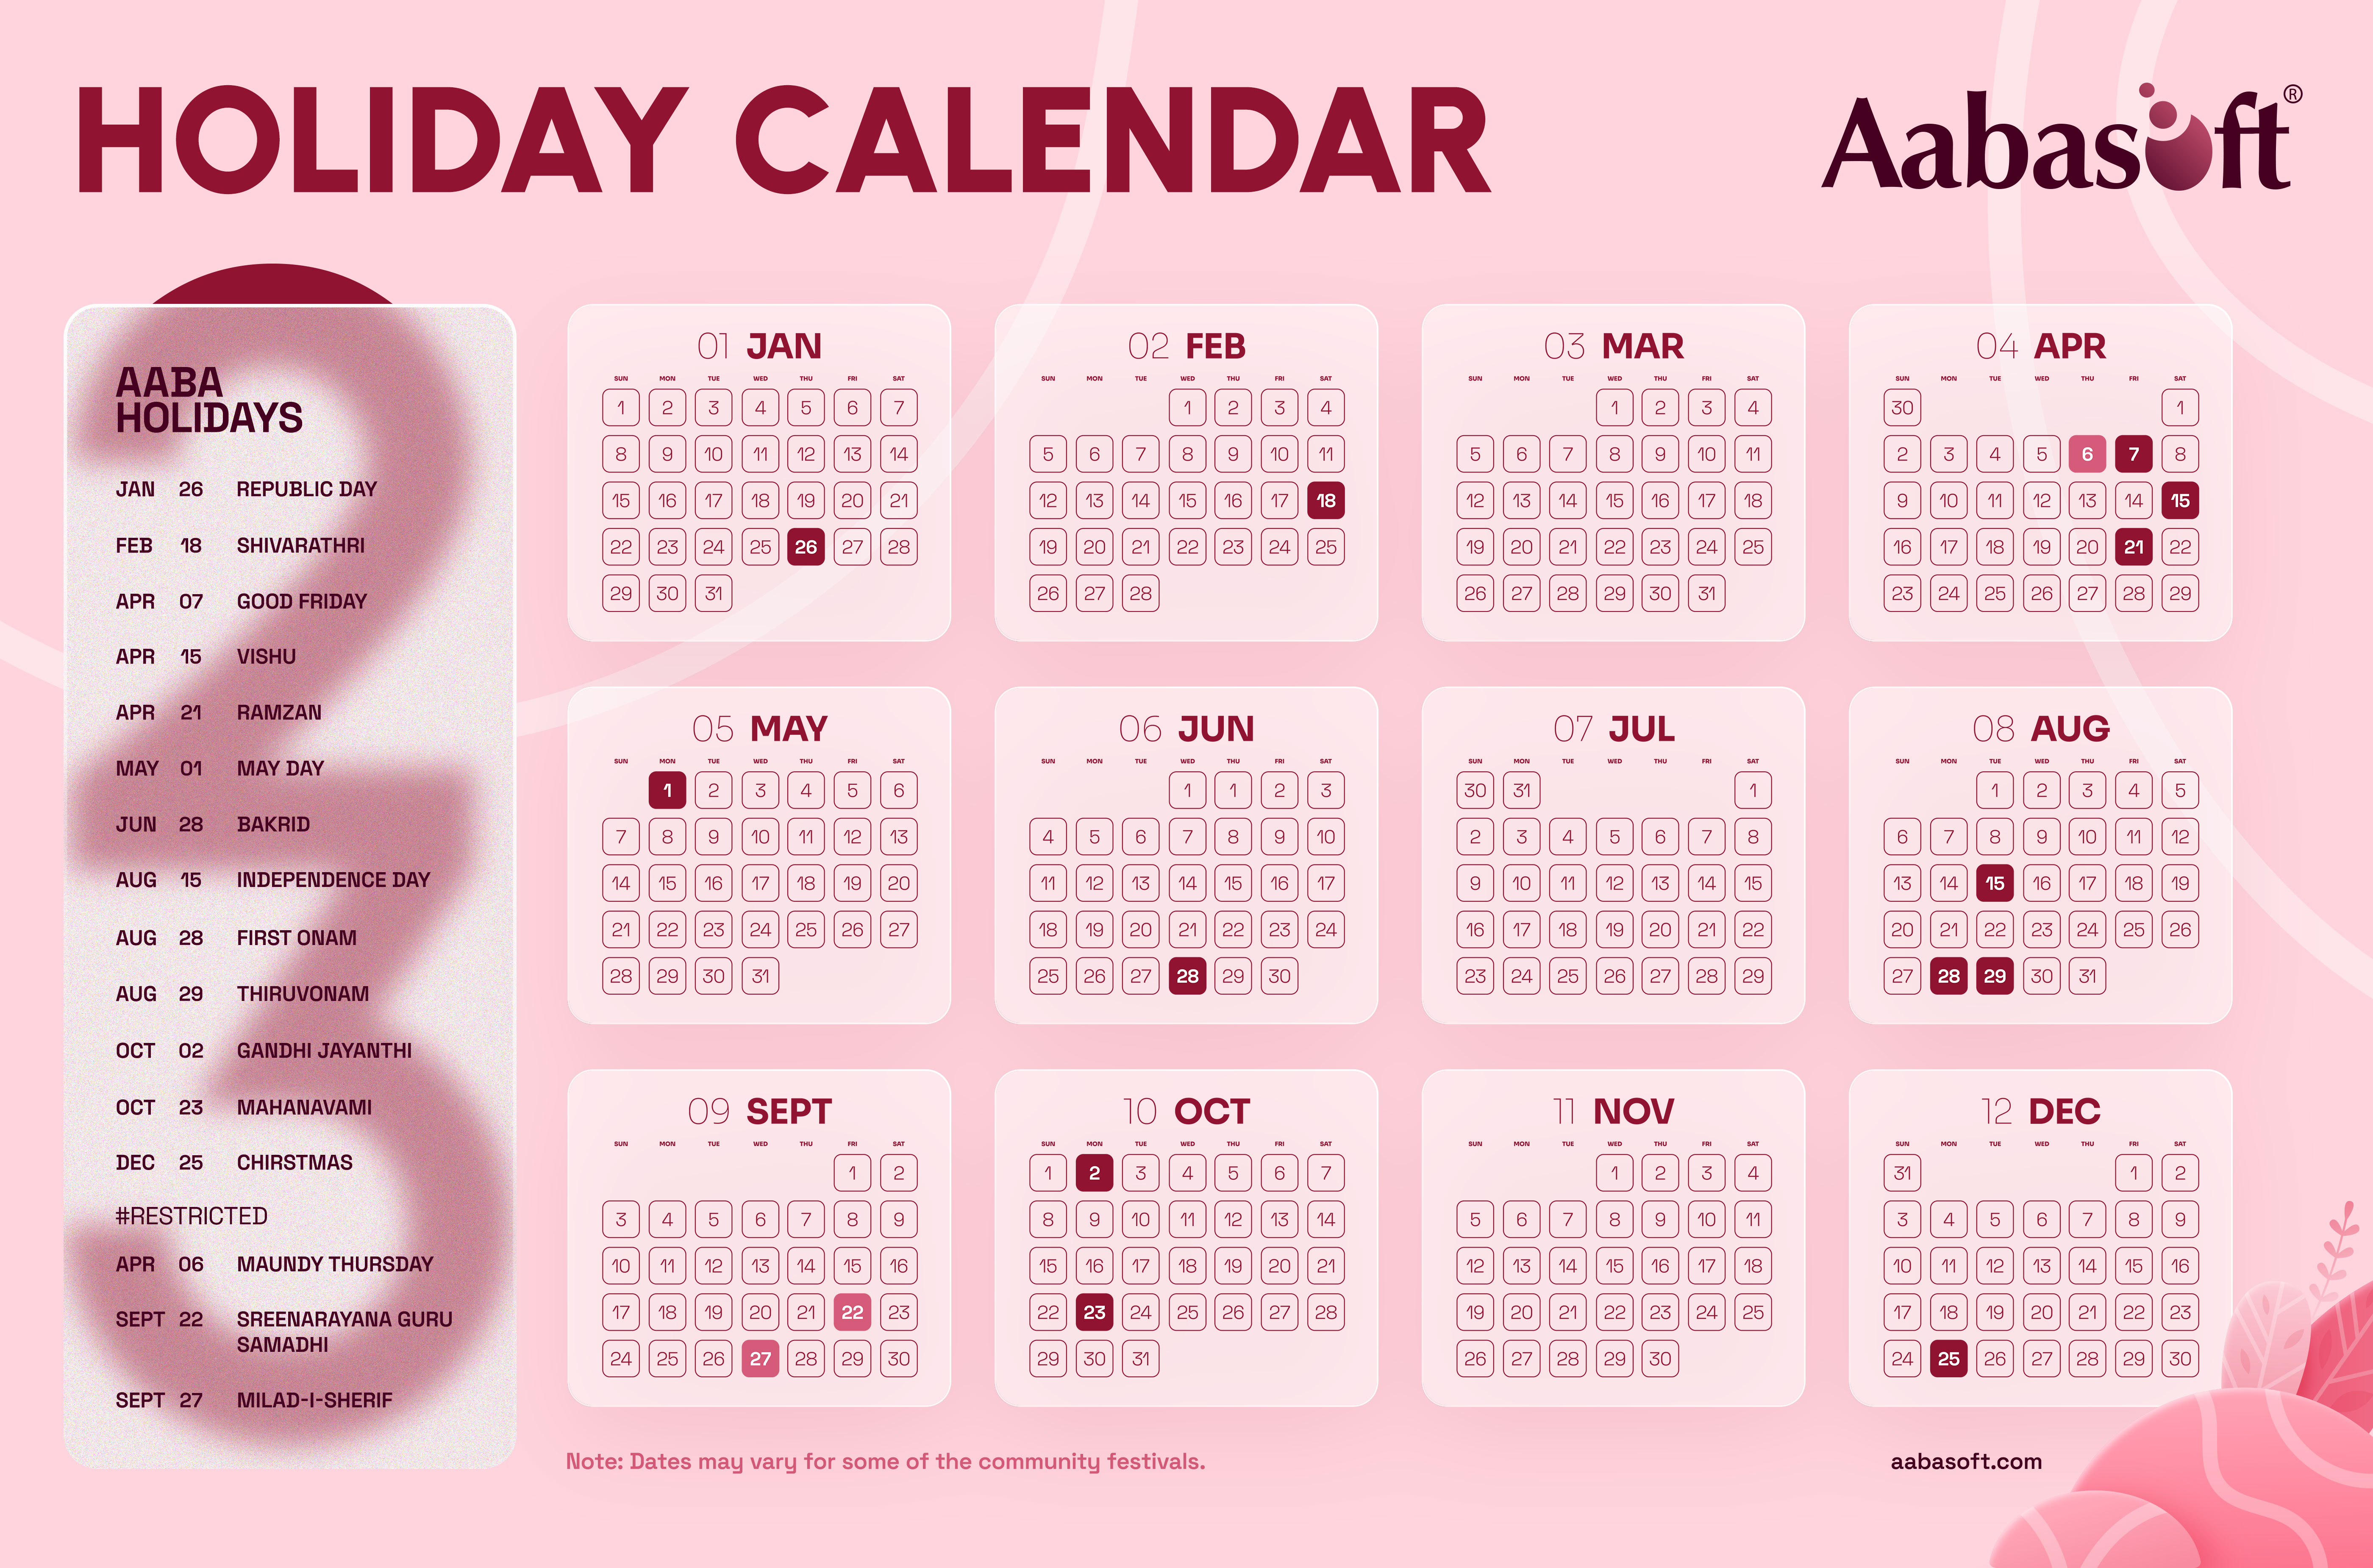 HOLIDAY CALENDAR
Aabasoft®
AABA
HOLIDAYS
JAN 26 REPUBLIC DAY
FEB 18 SHIVARATHRI
APR 07 GOOD FRIDAY
APR 15 VISHU
APR 21 RAMZAN
MAY 01 MAY DAY
JUN 28 BAKRID
AUG 15 INDEPENDENCE DAY
AUG 28 FIRST ONAM
AUG 29 THIRUVONAM
OCT 02 GANDHI JAYANTHI
OCT 23 MAHANAVAMI
DEC 25 CHIRSTMAS
#RESTRICTED
APR 06 MAUNDY THURSDAY
SEPT 22 SREENARAYANA GURU
SAMADHI
SEPT 27 MILAD-I-SHERIF
01 JAN
SUN MON TUE WED THU FRI SAT
1 2 3 4 5 6 7
8 9 10 11 12 13 14
15 16 17 18 19 20 21
22 23 24 25 26 27 28
29 30 31
02 FEB
SUN MON TUE WED THU FRI SAT
1 2 3 4
5 6 7 8 9 10 11
12 13 14 15 16 17 18
19 20 21 22 23 24 25
26 27 28
03 MAR
SUN MON TUE WED THU FRI SAT
1 2 3 4
5 6 7 8 9 10 11
12 13 14 15 16 17 18
19 20 21 22 23 24 25
26 27 28 29 30 31
04 APR
SUN MON TUE WED THU FRI SAT
30 1
2 3 4 5 6 7 8
9 10 11 12 13 14 15
16 17 18 19 20 21 22
23 24 25 26 27 28 29
05 MAY
SUN MON TUE WED THU FRI SAT
1 2 3 4 5 6
7 8 9 10 11 12 13
14 15 16 17 18 19 20
21 22 23 24 25 26 27
28 29 30 31
06 JUN
SUN MON TUE WED THU FRI SAT
1 1 2 3
4 5 6 7 8 9 10
11 12 13 14 15 16 17
18 19 20 21 22 23 24
25 26 27 28 29 30
07 JUL
SUN MON TUE WED THU FRI SAT
30 31 1
2 3 4 5 6 7 8
9 10 11 12 13 14 15
16 17 18 19 20 21 22
23 24 25 26 27 28 29
08 AUG
SUN MON TUE WED THU FRI SAT
1 2 3 4 5
6 7 8 9 10 11 12
13 14 15 16 17 18 19
20 21 22 23 24 25 26
27 28 29 30 31
09 SEPT
SUN MON TUE WED THU FRI SAT
1 2
3 4 5 6 7 8 9
10 11 12 13 14 15 16
17 18 19 20 21 22 23
24 25 26 27 28 29 30
10 OCT
SUN MON TUE WED THU FRI SAT
1 2 3 4 5 6 7
8 9 10 11 12 13 14
15 16 17 18 19 20 21
22 23 24 25 26 27 28
29 30 31
11 NOV
SUN MON TUE WED THU FRI SAT
1 2 3 4
5 6 7 8 9 10 11
12 13 14 15 16 17 18
19 20 21 22 23 24 25
26 27 28 29 30
12 DEC
SUN MON TUE WED THU FRI SAT
31 1 2
3 4 5 6 7 8 9
10 11 12 13 14 15 16
17 18 19 20 21 22 23
24 25 26 27 28 29 30
Note: Dates may vary for some of the community festivals.
aabasoft.com